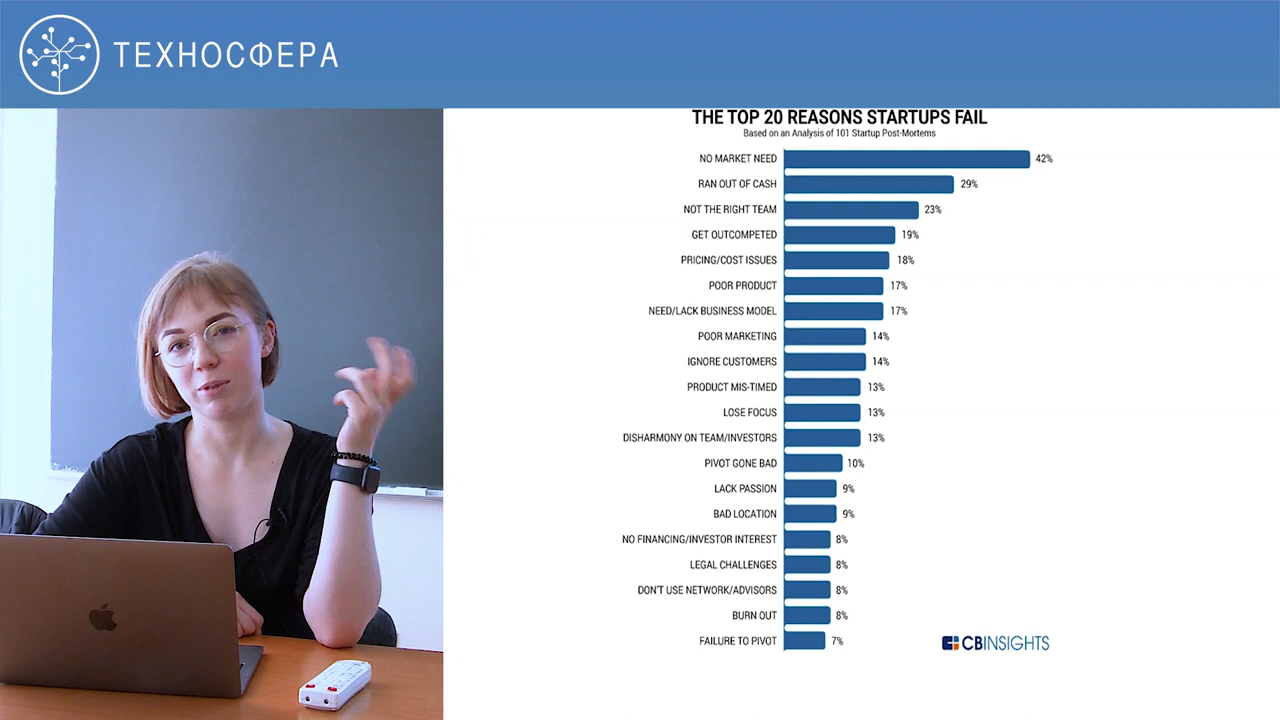 ТЕХНОСФЕРА
THE TOP 20 REASONS STARTUPS FAIL
Based on an Analysis of 101 Startup Post-Mortems
NO MARKET NEED 42%
RAN OUT OF CASH 29%
NOT THE RIGHT TEAM 23%
GET OUTCOMPETED 19%
PRICING/COST ISSUES 18%
POOR PRODUCT 17%
NEED/LACK BUSINESS MODEL 17%
POOR MARKETING 14%
IGNORE CUSTOMERS 14%
PRODUCT MIS-TIMED 13%
LOSE FOCUS 13%
DISHARMONY ON TEAM/INVESTORS 13%
PIVOT GONE BAD 10%
LACK PASSION 9%
BAD LOCATION 9%
NO FINANCING/INVESTOR INTEREST 8%
LEGAL CHALLENGES 8%
DON'T USE NETWORK/ADVISORS 8%
BURN OUT 8%
FAILURE TO PIVOT 7%
CBINSIGHTS